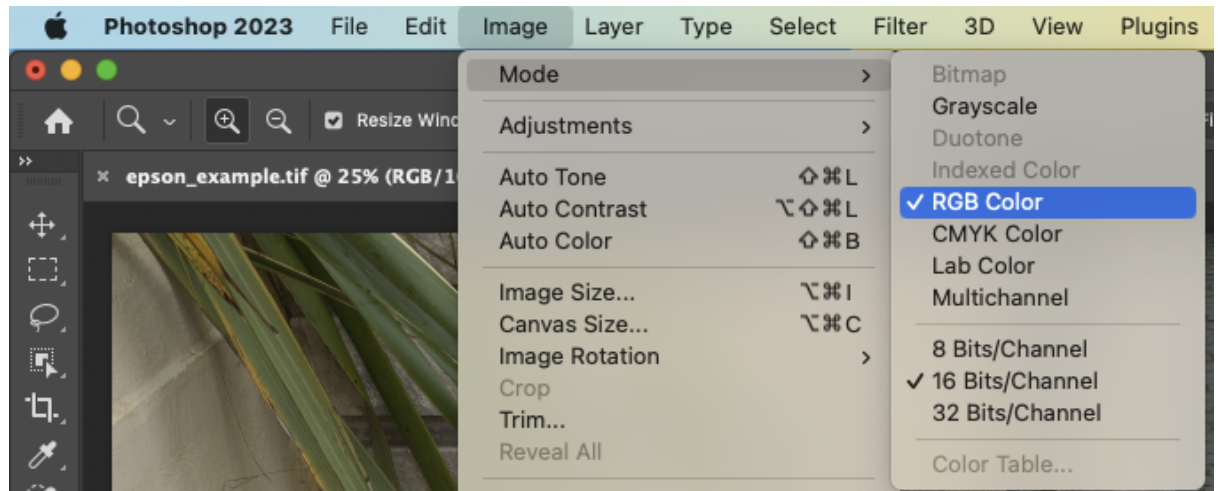 Photoshop 2023 File Edit Image Layer Type Select Filter 3D View Plugins
Resize
epson_example.tif @ 25% (RGB/1
Mode
Adjustments
Auto Tone ⇧⌘L
Auto Contrast ⌥⇧⌘L
Auto Color ⇧⌘B
Image Size... ⌥⌘I
Canvas Size... ⌥⌘C
Image Rotation
Crop
Trim...
Reveal All
Bitmap
Grayscale
Duotone
Indexed Color
✓ RGB Color
CMYK Color
Lab Color
Multichannel
8 Bits/Channel
✓ 16 Bits/Channel
32 Bits/Channel
Color Table...